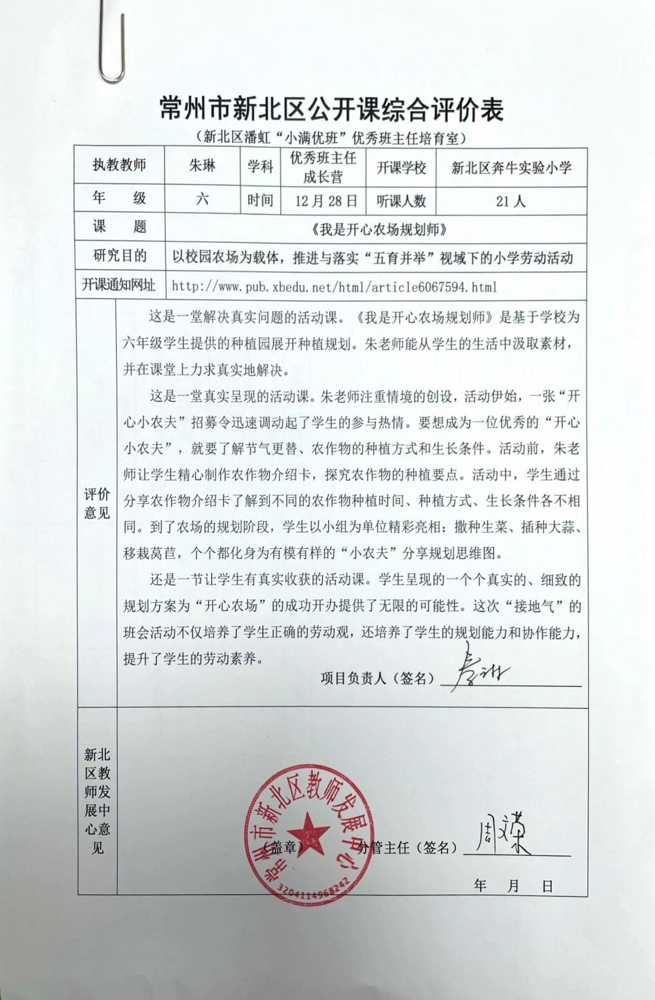 常州市新北区公开课综合评价表
（新北区潘虹“小满优班”优秀班主任培育室）
执教教师 朱琳 学科 优秀班主任成长营 开课学校 新北区奔牛实验小学
年 级 六 时间 12月28日 听课人数 21人
课 题 《我是开心农场规划师》
研究目的 以校园农场为载体，推进与落实“五育并举”视域下的小学劳动活动
开课通知网址 http://www.pub.xbedu.net/html/article6067594.html
评价意见
这是一堂解决真实问题的活动课。《我是开心农场规划师》是基于学校为
六年级学生提供的种植园展开种植规划。朱老师能从学生的生活中汲取素材，
并在课堂上力求真实地解决。
这是一堂真实呈现的活动课。朱老师注重情境的创设，活动伊始，一张“开
心小农夫”招募令迅速调动起了学生的参与热情。要想成为一位优秀的“开心
小农夫”，就要了解节气更替、农作物的种植方式和生长条件。活动前，朱老
师让学生精心制作农作物介绍卡，探究农作物的种植要点。活动中，学生通过
分享农作物介绍卡了解到不同的农作物种植时间、种植方式、生长条件各不相
同。到了农场的规划阶段，学生以小组为单位精彩亮相：撒种生菜、插种大蒜、
移栽莴苣，个个都化身为有模有样的“小农夫”分享规划思维图。
还是一节让学生有真实收获的活动课。学生呈现的一个个真实的、细致的
规划方案为“开心农场”的成功开办提供了无限的可能性。这次“接地气”的
班会活动不仅培养了学生正确的劳动观，还培养了学生的规划能力和协作能力，
提升了学生的劳动素养。
项目负责人（签名）
新北区教师发展中心意见
常州市新北区教师发展中心
（盖章） 分管主任（签名） 周文荣
3204114968242
年 月 日